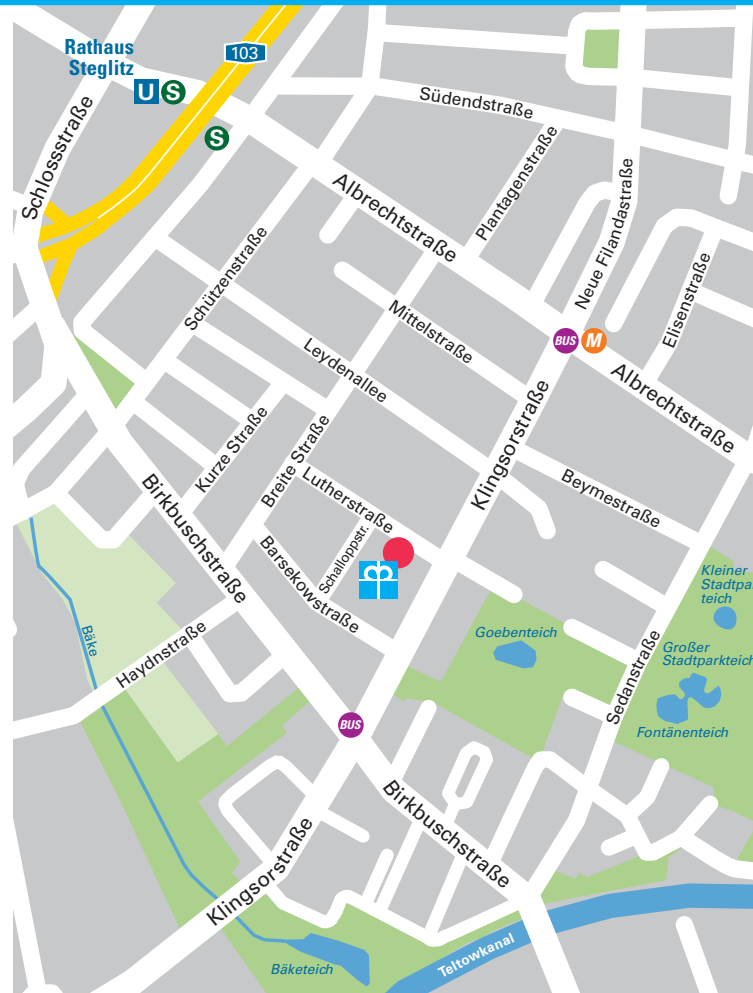 Rathaus
Steglitz
U S
S
103
Schlossstraße
Südendstraße
Plantagenstraße
Neue Filandastraße
Albrechtstraße
Schützenstraße
Elisenstraße
Mittelstraße
Leydenallee
BUS M
Albrechtstraße
Klingsorstraße
Kurze Straße
Breite Straße
Lutherstraße
Beymestraße
Birkbuschstraße
Schalloppstr.
Barsekowstraße
Kleiner
Stadtpa
teich
Bäke
Haydnstraße
Goebenteich
Großer
Stadtparkteich
Sedanstraße
Fontänenteich
BUS
Birkbuschstraße
Klingsorstraße
Bäketeich
Teltowkanal